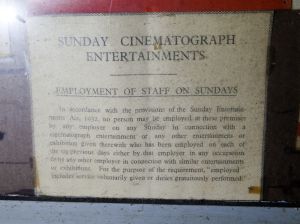 SUNDAY CINEMATOGRAPH
ENTERTAINMENTS
EMPLOYMENT OF STAFF ON SUNDAYS
In accordance with the provisions of the Sunday Entertain-
ments Act, 1932, no person may be employed at these premises
by any employer on any Sunday in connection with a
cinematograph entertainment or any other entertainment or
exhibition given therewith who has been employed on each of
the six previous days either by that employer in any occupation
or by any other employer in connection with similar entertainments
or exhibitions. For the purpose of the requirement, "employed"
includes service voluntarily given or duties gratuitously performed.